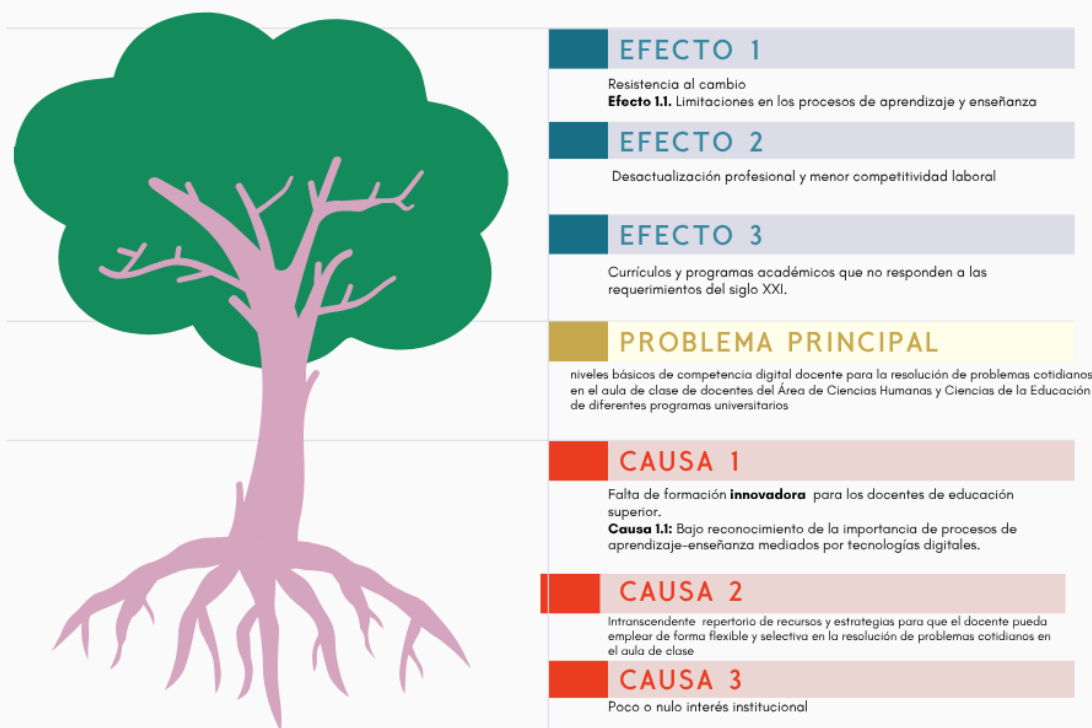 EFECTO 1
Resistencia al cambio
Efecto 1.1. Limitaciones en los procesos de aprendizaje y enseñanza
EFECTO 2
Desactualización profesional y menor competitividad laboral
EFECTO 3
Currículos y programas académicos que no responden a las
requerimientos del siglo XXI.
PROBLEMA PRINCIPAL
niveles básicos de competencia digital docente para la resolución de problemas cotidianos
en el aula de clase de docentes del Área de Ciencias Humanas y Ciencias de la Educación
de diferentes programas universitarios
CAUSA 1
Falta de formación innovadora para los docentes de educación
superior.
Causa 1.1: Bajo reconocimiento de la importancia de procesos de
aprendizaje-enseñanza mediados por tecnologías digitales.
CAUSA 2
Intranscendente repertorio de recursos y estrategias para que el docente pueda
emplear de forma flexible y selectiva en la resolución de problemas cotidianos en
el aula de clase
CAUSA 3
Poco o nulo interés institucional